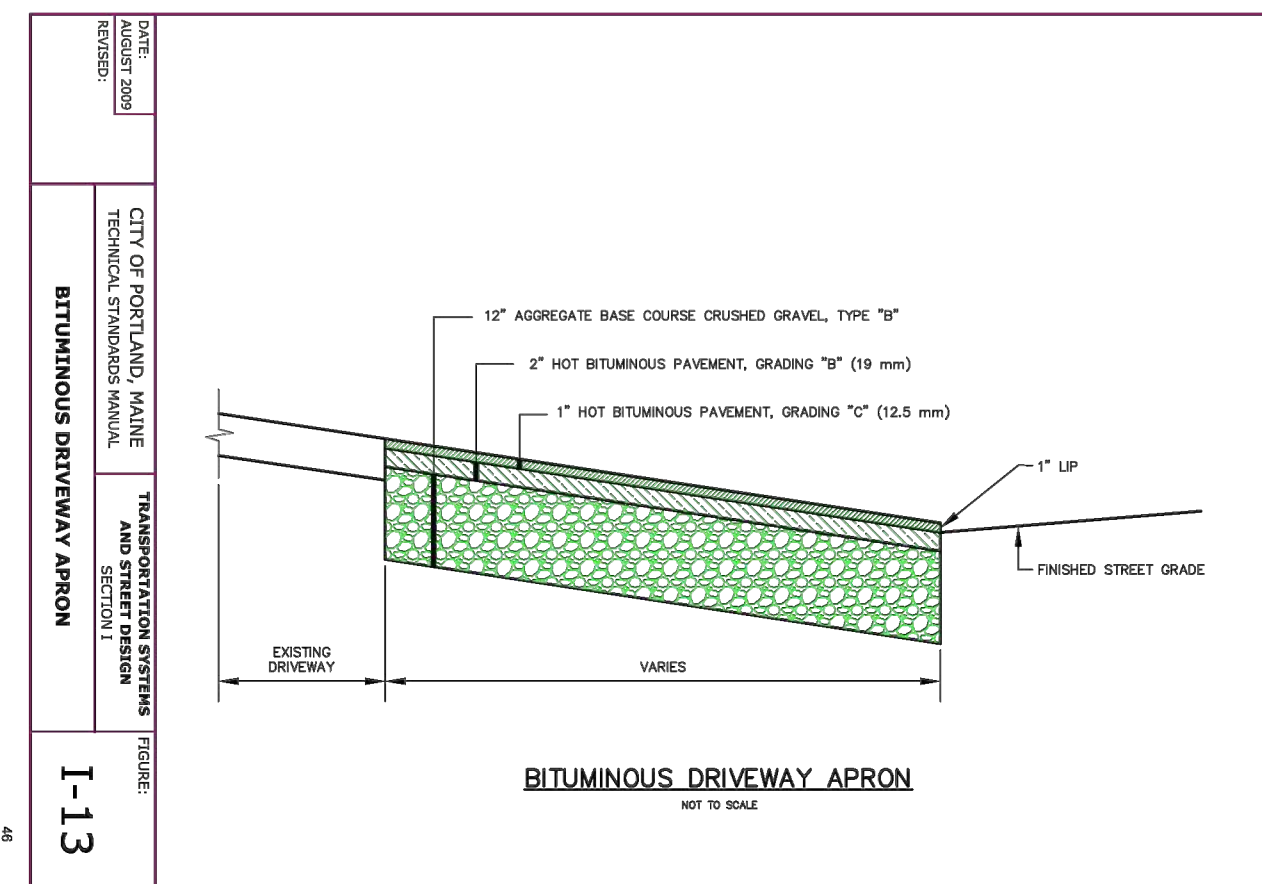 12" AGGREGATE BASE COURSE CRUSHED GRAVEL, TYPE "B"
2" HOT BITUMINOUS PAVEMENT, GRADING "B" (19 mm)
1" HOT BITUMINOUS PAVEMENT, GRADING "C" (12.5 mm)
1" LIP
FINISHED STREET GRADE
EXISTING
DRIVEWAY
VARIES
BITUMINOUS DRIVEWAY APRON
NOT TO SCALE
DATE:
AUGUST 2009
REVISED:
CITY OF PORTLAND, MAINE
TECHNICAL STANDARDS MANUAL
TRANSPORTATION SYSTEMS
AND STREET DESIGN
SECTION I
BITUMINOUS DRIVEWAY APRON
FIGURE:
I-13
46